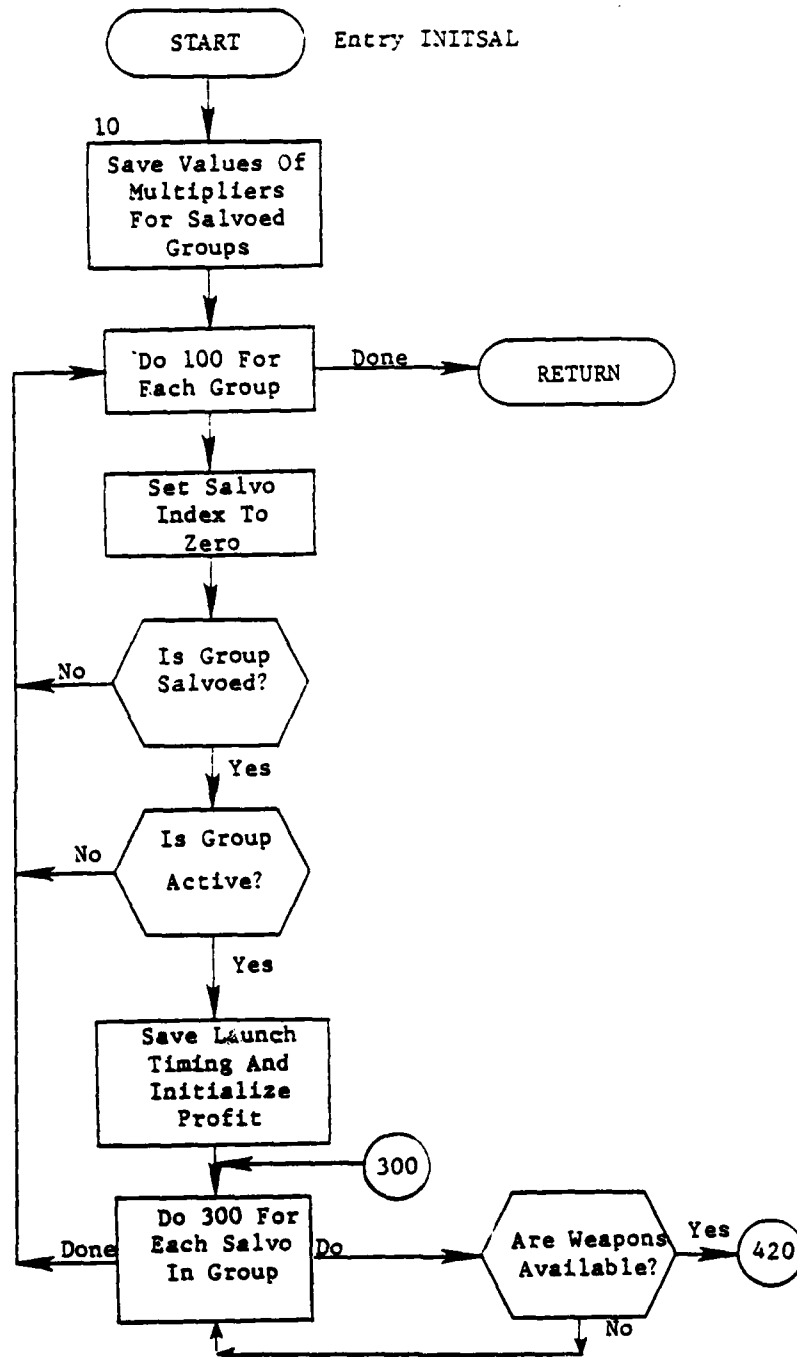 START
Entry INITSAL
10
Save Values Of
Multipliers
For Salvoed
Groups
Do 100 For
Each Group
Done
RETURN
Set Salvo
Index To
Zero
Is Group
Salvoed?
No
Yes
Is Group
Active?
No
Yes
Save Launch
Timing And
Initialize
Profit
300
Do 300 For
Each Salvo
In Group
Done
Do
Are Weapons
Available?
Yes
420
No